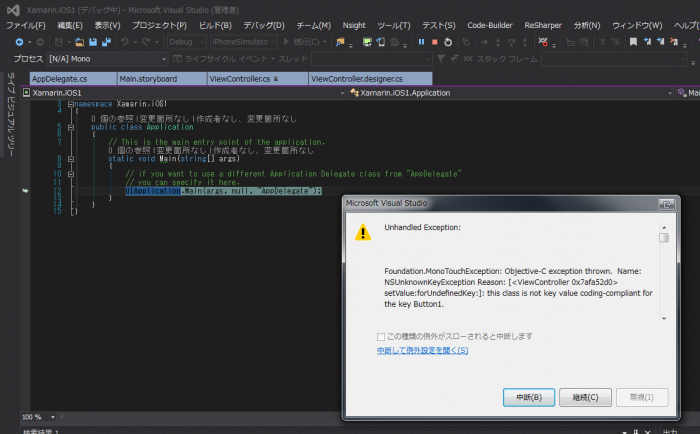 Xamarin.iOS1 (デバッグ中) - Microsoft Visual Studio (管理者)
ファイル(F) 編集(E) 表示(V) プロジェクト(P) ビルド(B) デバッグ(D) チーム(M) Nsight ツール(T) テスト(S) Code-Builder ReSharper 分析(N) ウィンドウ(W) ヘルプ(H)
Debug iPhoneSimulato 続行(C)
プロセス [N/A] Mono ライフサイクル イベント スレッド スタック フレーム
ライブ ビジュアル ツリー
AppDelegate.cs Main.storyboard ViewController.cs ViewController.designer.cs
Xamarin.iOS1 Xamarin.iOS1.Application Mai
3 namespace Xamarin.iOS1
4 {
0 個の参照|変更箇所なし|作成者なし、変更箇所なし
5 public class Application
6 {
7 // This is the main entry point of the application.
0 個の参照|変更箇所なし|作成者なし、変更箇所なし
8 static void Main(string[] args)
9 {
10 // if you want to use a different Application Delegate class from "AppDelegate"
11 // you can specify it here.
12 UIApplication.Main(args, null, "AppDelegate");
13 }
14 }
15 }
Microsoft Visual Studio
Unhandled Exception:
Foundation.MonoTouchException: Objective-C exception thrown. Name:
NSUnknownKeyException Reason: [<ViewController 0x7afa52d0>
setValue:forUndefinedKey:]: this class is not key value coding-compliant for
the key Button1.
この種類の例外がスローされると中断します
中断して例外設定を開く(S)
中断(B) 継続(C) 無視(I)
100 %
検索結果 1
出力